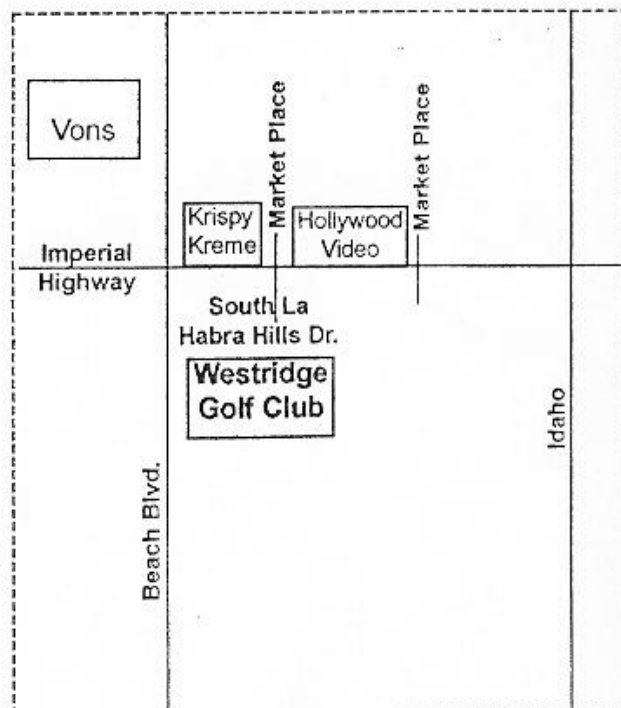 Vons
Market Place
Market Place
Krispy
Kreme
Hollywood
Video
Imperial
Highway
South La
Habra Hills Dr.
Westridge
Golf Club
Idaho
Beach Blvd.